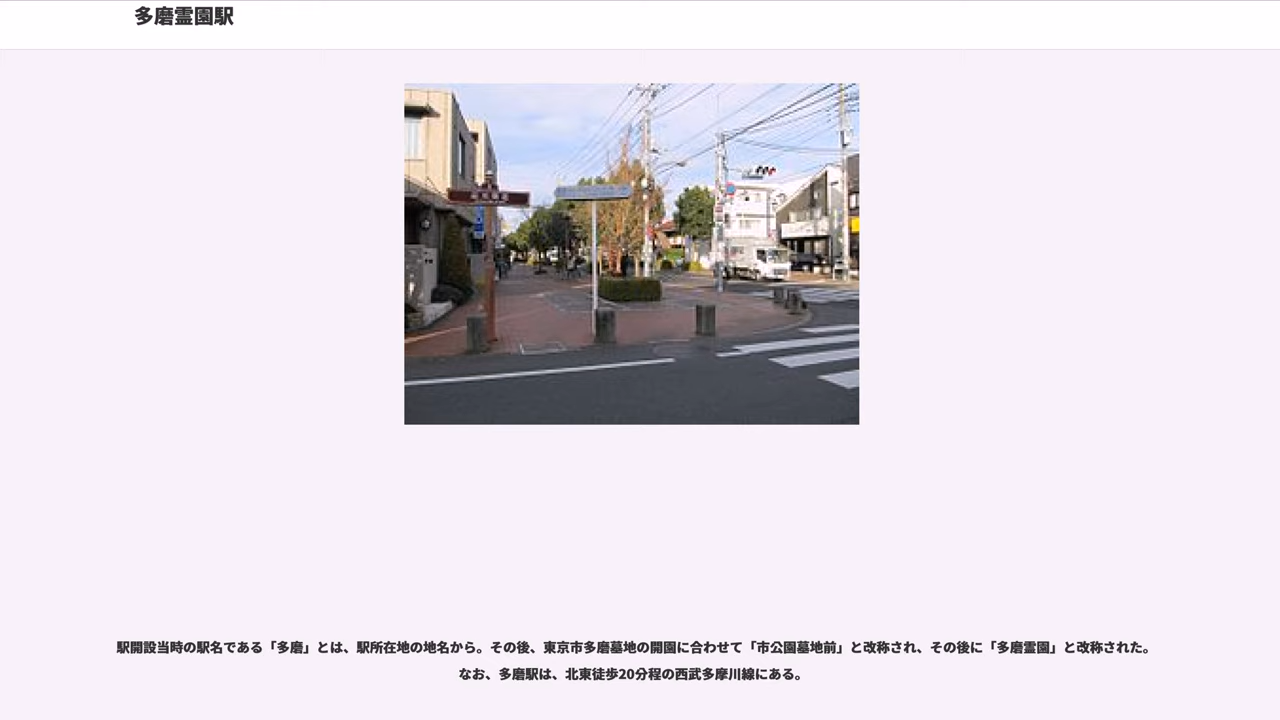 多磨霊園駅
駅開設当時の駅名である「多磨」とは、駅所在地の地名から。その後、東京市多磨墓地の開園に合わせて「市公園墓地前」と改称され、その後に「多磨霊園」と改称された。
なお、多磨駅は、北東徒歩20分程の西武多摩川線にある。